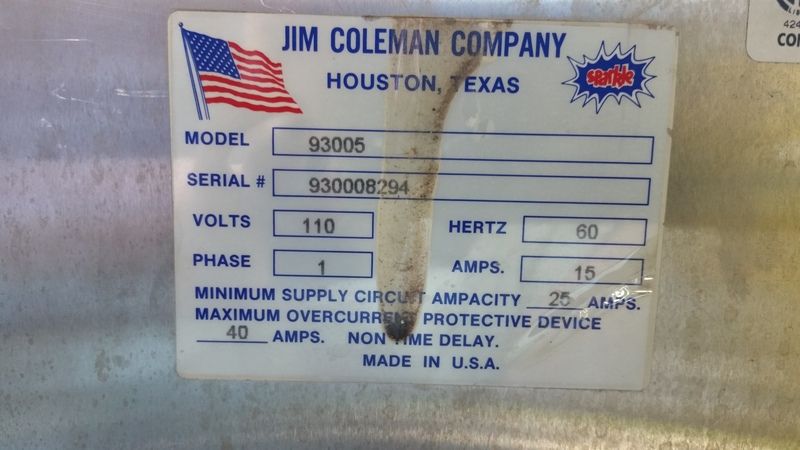 JIM COLEMAN COMPANY
HOUSTON, TEXAS
sparkle
MODEL 93005
SERIAL # 930008294
VOLTS 110 HERTZ 60
PHASE 1 AMPS. 15
MINIMUM SUPPLY CIRCUIT AMPACITY 25 AMPS.
MAXIMUM OVERCURRENT PROTECTIVE DEVICE
40 AMPS. NON TIME DELAY.
MADE IN U.S.A.